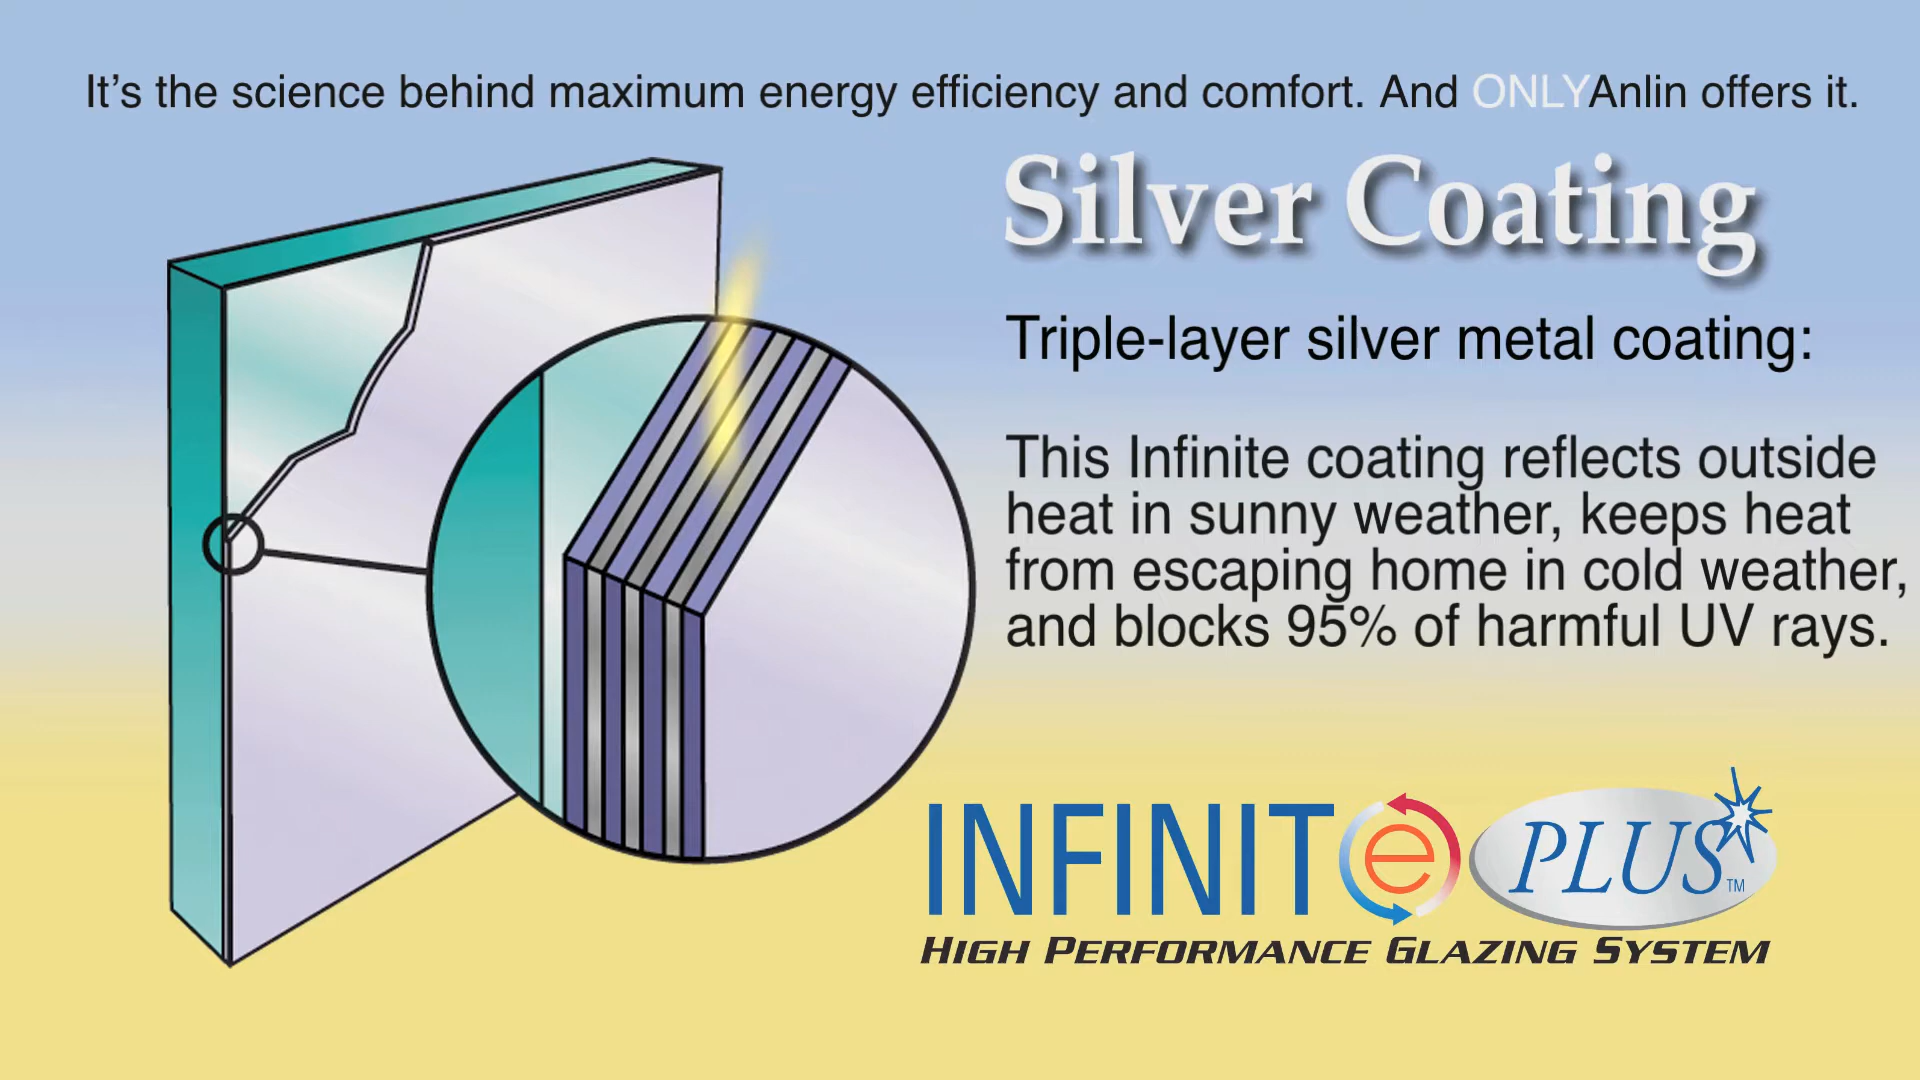 It's the science behind maximum energy efficiency and comfort. And ONLYAnlin offers it.
Silver Coating
Triple-layer silver metal coating:
This Infinite coating reflects outside
heat in sunny weather, keeps heat
from escaping home in cold weather,
and blocks 95% of harmful UV rays.
INFINITe PLUS™
HIGH PERFORMANCE GLAZING SYSTEM